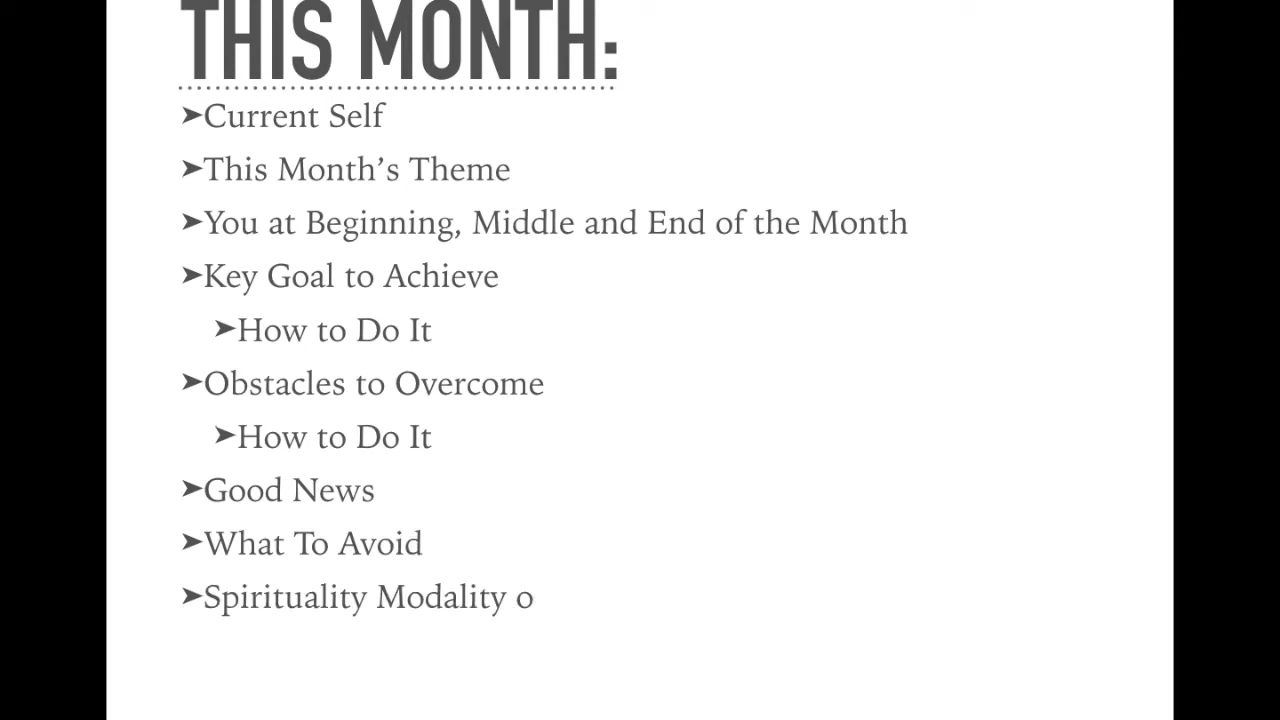 THIS MONTH:
➤Current Self
➤This Month’s Theme
➤You at Beginning, Middle and End of the Month
➤Key Goal to Achieve
➤How to Do It
➤Obstacles to Overcome
➤How to Do It
➤Good News
➤What To Avoid
➤Spirituality Modality o